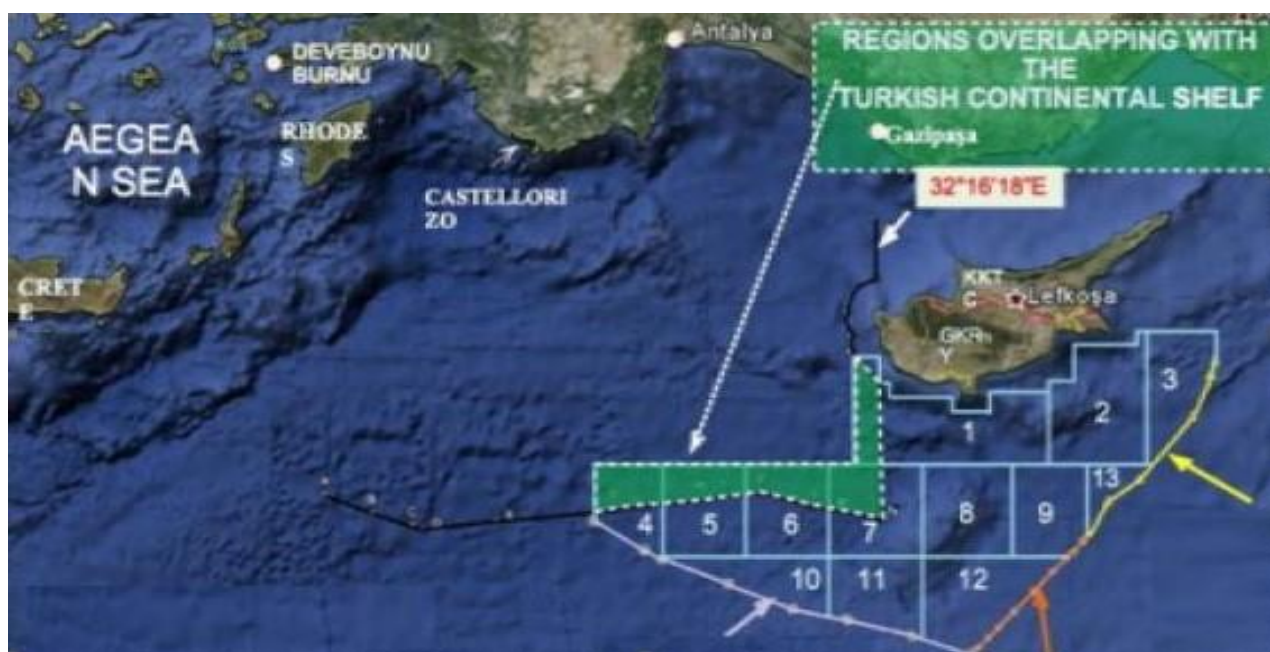 Antalya
DEVEBOYNU
BURNU
REGIONS OVERLAPPING WITH
THE
TURKISH CONTINENTAL SHELF
Gazipaşa
AEGEA
N SEA
RHODE
S
CASTELLORI
ZO
32°16'18"E
CRET
E
KKT
C
Lefkoşa
GKR
Y
1
2
3
4
5
6
7
8
9
13
10
11
12